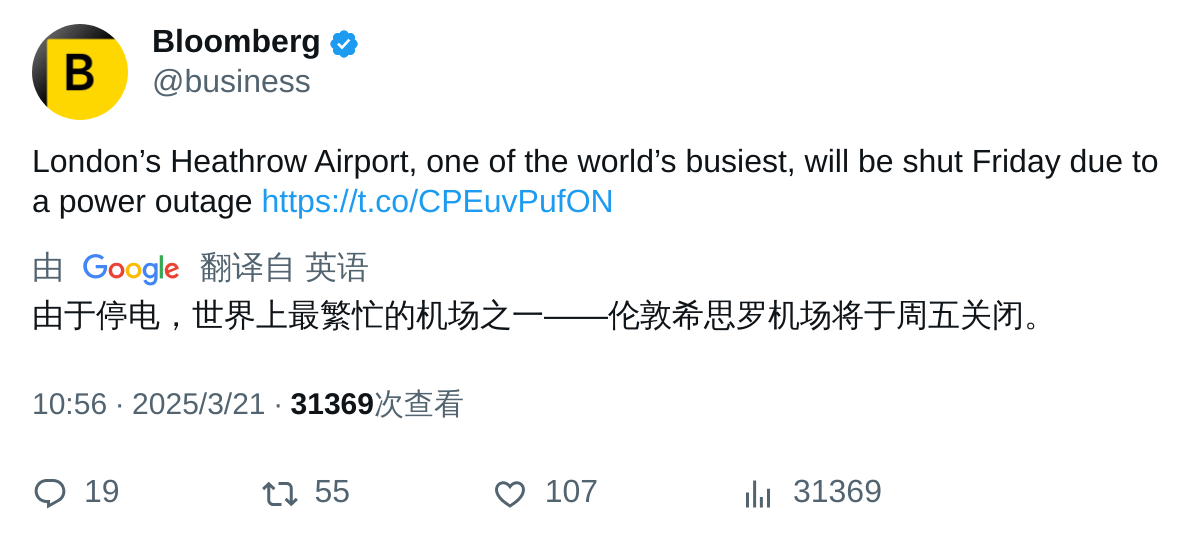 B
Bloomberg
@business
London’s Heathrow Airport, one of the world’s busiest, will be shut Friday due to
a power outage https://t.co/CPEuvPufON
由 Google 翻译自 英语
由于停电，世界上最繁忙的机场之一——伦敦希思罗机场将于周五关闭。
10:56 · 2025/3/21 · 31369次查看
19 55 107 31369